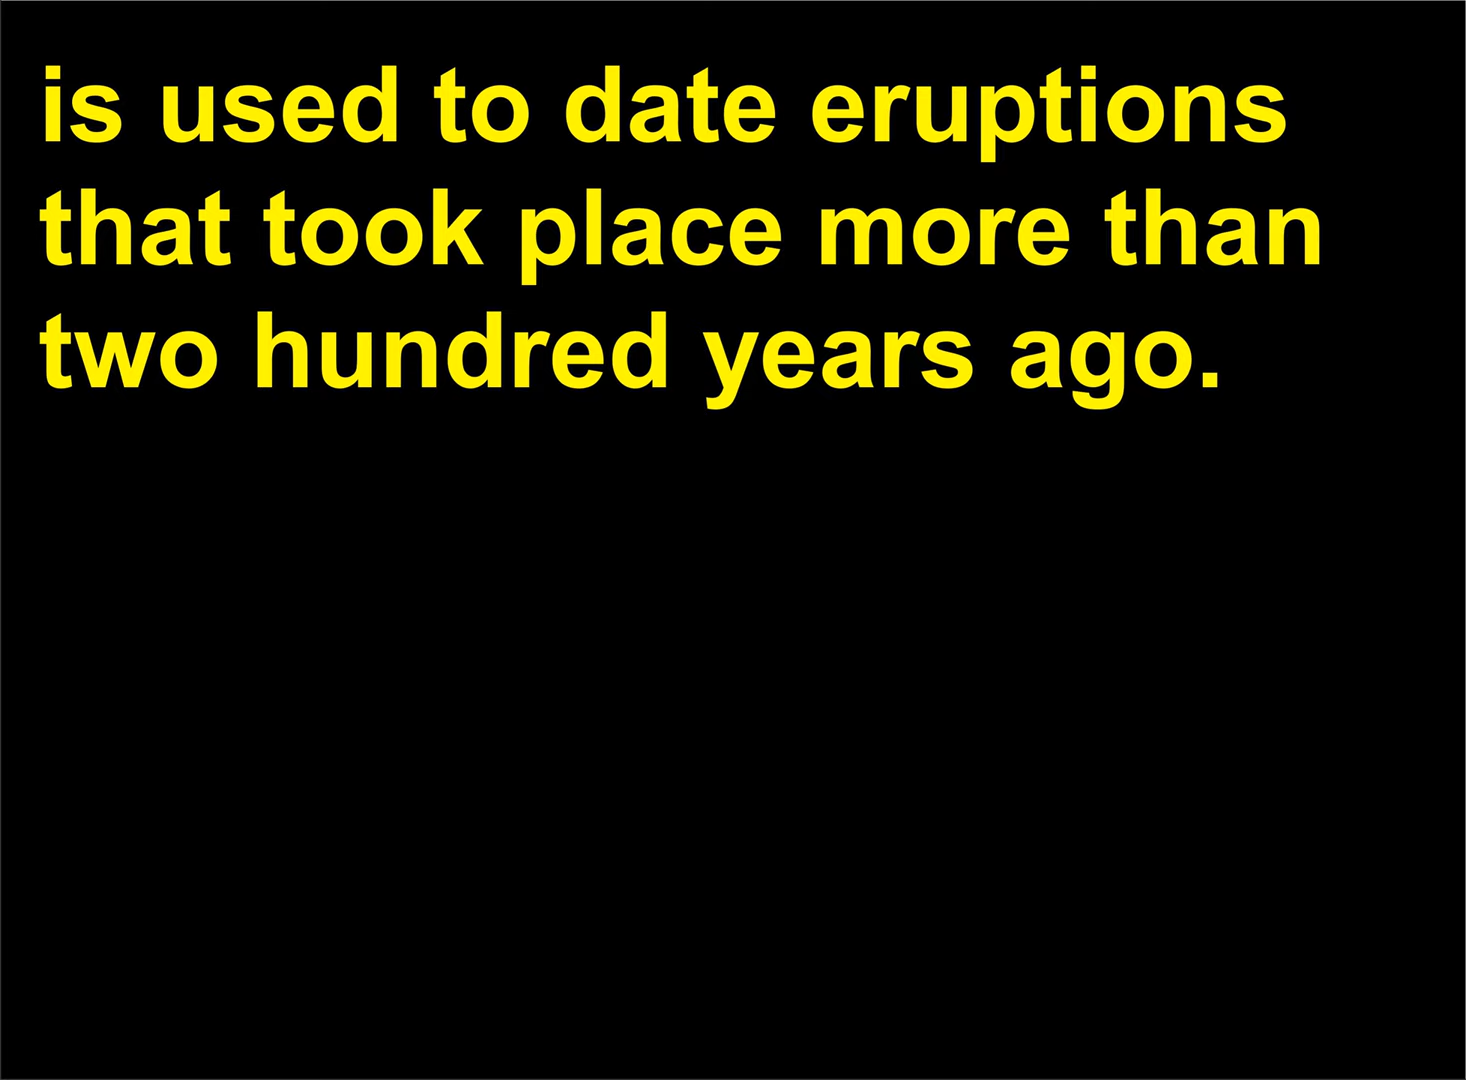 is used to date eruptions
that took place more than
two hundred years ago.